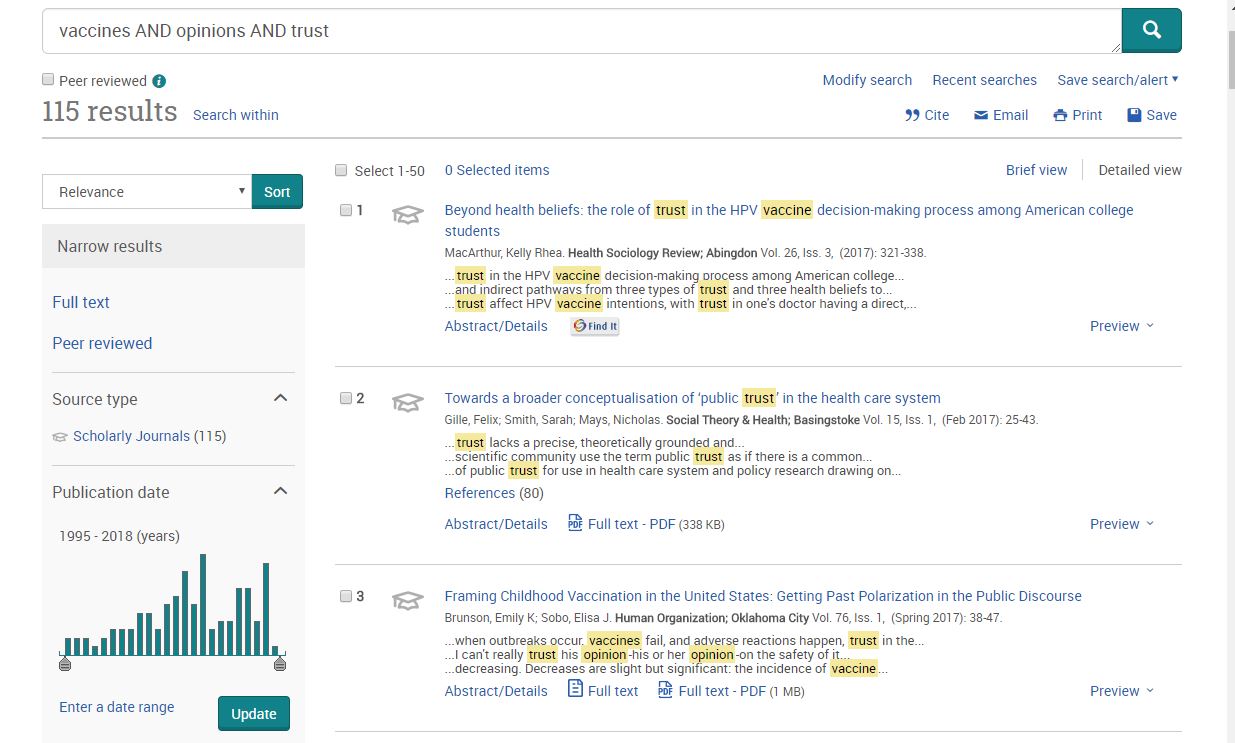 vaccines AND opinions AND trust
Peer reviewed
Modify search Recent searches Save search/alert
115 results Search within
Cite Email Print Save
Select 1-50 0 Selected items Brief view Detailed view
Relevance Sort
Narrow results
Full text
Peer reviewed
Source type
Scholarly Journals (115)
Publication date
1995 - 2018 (years)
Enter a date range Update
1 Beyond health beliefs: the role of trust in the HPV vaccine decision-making process among American college
students
MacArthur, Kelly Rhea. Health Sociology Review; Abingdon Vol. 26, Iss. 3, (2017): 321-338.
...trust in the HPV vaccine decision-making process among American college...
...and indirect pathways from three types of trust and three health beliefs to...
...trust affect HPV vaccine intentions, with trust in one's doctor having a direct,...
Abstract/Details Find It Preview
2 Towards a broader conceptualisation of ‘public trust’ in the health care system
Gille, Felix; Smith, Sarah; Mays, Nicholas. Social Theory & Health; Basingstoke Vol. 15, Iss. 1, (Feb 2017): 25-43.
...trust lacks a precise, theoretically grounded and...
...scientific community use the term public trust as if there is a common...
...of public trust for use in health care system and policy research drawing on...
References (80)
Abstract/Details PDF Full text - PDF (338 KB) Preview
3 Framing Childhood Vaccination in the United States: Getting Past Polarization in the Public Discourse
Brunson, Emily K; Sobo, Elisa J. Human Organization; Oklahoma City Vol. 76, Iss. 1, (Spring 2017): 38-47.
...when outbreaks occur, vaccines fail, and adverse reactions happen, trust in the...
...I can't really trust his opinion-his or her opinion-on the safety of it...
...decreasing. Decreases are slight but significant: the incidence of vaccine...
Abstract/Details Full text PDF Full text - PDF (1 MB) Preview